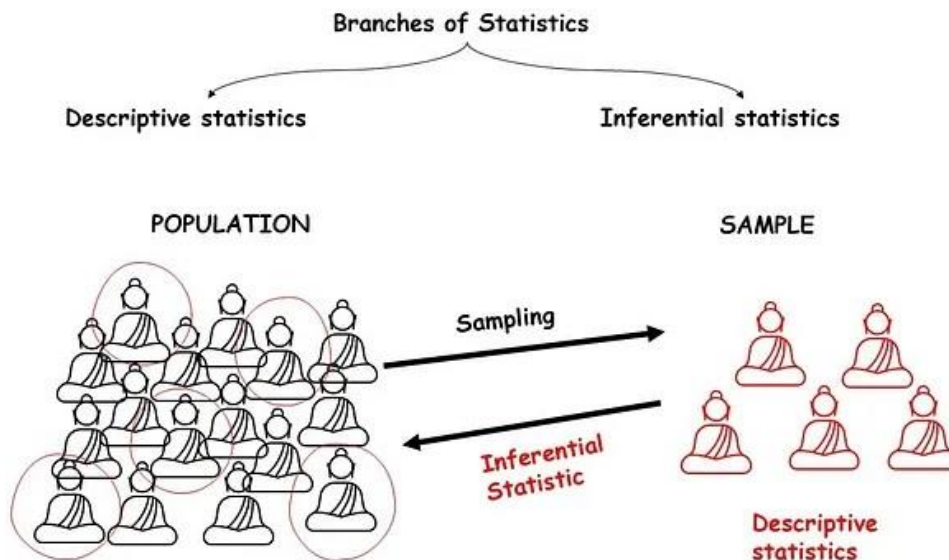 Branches of Statistics
Descriptive statistics
Inferential statistics
POPULATION
SAMPLE
Sampling
Inferential
Statistic
Descriptive
statistics